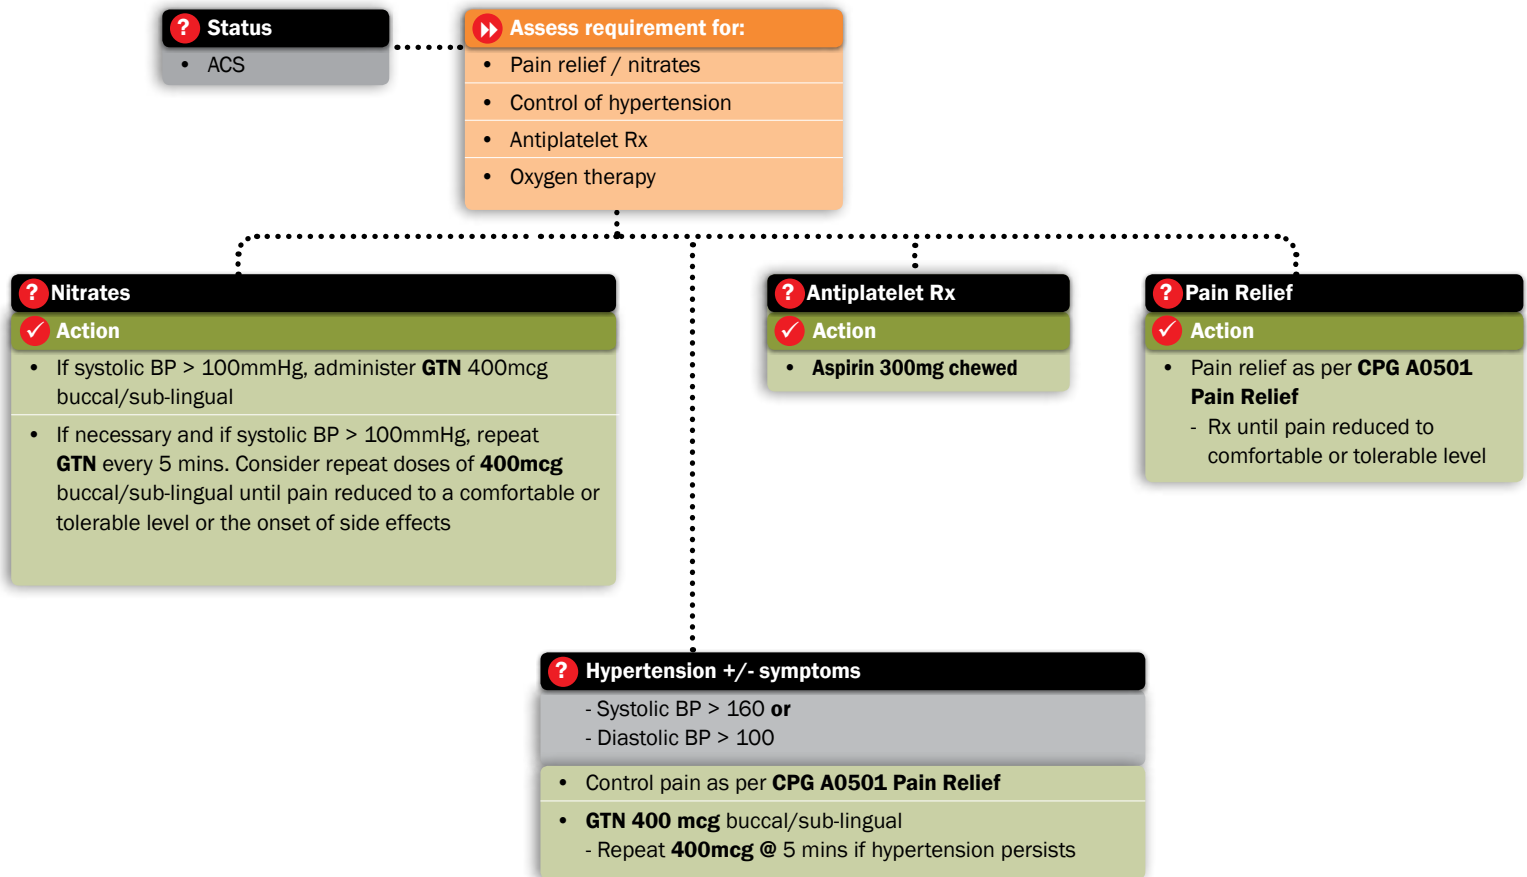 ? Status
• ACS
Assess requirement for:
• Pain relief / nitrates
• Control of hypertension
• Antiplatelet Rx
• Oxygen therapy
? Nitrates
Action
• If systolic BP > 100mmHg, administer GTN 400mcg
buccal/sub-lingual
• If necessary and if systolic BP > 100mmHg, repeat
GTN every 5 mins. Consider repeat doses of 400mcg
buccal/sub-lingual until pain reduced to a comfortable or
tolerable level or the onset of side effects
? Antiplatelet Rx
Action
• Aspirin 300mg chewed
? Pain Relief
Action
• Pain relief as per CPG A0501
Pain Relief
- Rx until pain reduced to
comfortable or tolerable level
? Hypertension +/- symptoms
- Systolic BP > 160 or
- Diastolic BP > 100
• Control pain as per CPG A0501 Pain Relief
• GTN 400 mcg buccal/sub-lingual
- Repeat 400mcg @ 5 mins if hypertension persists